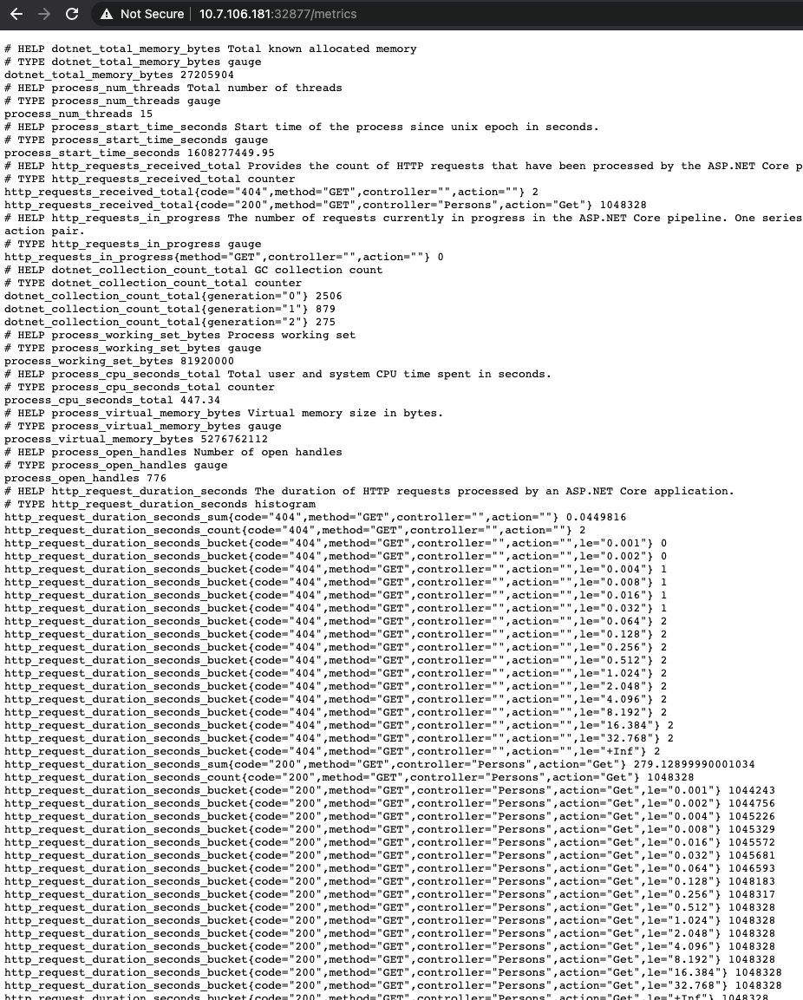 Not Secure | 10.7.106.181:32877/metrics
# HELP dotnet_total_memory_bytes Total known allocated memory
# TYPE dotnet_total_memory_bytes gauge
dotnet_total_memory_bytes 27205904
# HELP process_num_threads Total number of threads
# TYPE process_num_threads gauge
process_num_threads 15
# HELP process_start_time_seconds Start time of the process since unix epoch in seconds.
# TYPE process_start_time_seconds gauge
process_start_time_seconds 1608277449.95
# HELP http_requests_received_total Provides the count of HTTP requests that have been processed by the ASP.NET Core p
# TYPE http_requests_received_total counter
http_requests_received_total{code="404",method="GET",controller="",action=""} 2
http_requests_received_total{code="200",method="GET",controller="Persons",action="Get"} 1048328
# HELP http_requests_in_progress The number of requests currently in progress in the ASP.NET Core pipeline. One series
action pair.
# TYPE http_requests_in_progress gauge
http_requests_in_progress{method="GET",controller="",action=""} 0
# HELP dotnet_collection_count_total GC collection count
# TYPE dotnet_collection_count_total counter
dotnet_collection_count_total{generation="0"} 2506
dotnet_collection_count_total{generation="1"} 879
dotnet_collection_count_total{generation="2"} 275
# HELP process_working_set_bytes Process working set
# TYPE process_working_set_bytes gauge
process_working_set_bytes 81920000
# HELP process_cpu_seconds_total Total user and system CPU time spent in seconds.
# TYPE process_cpu_seconds_total counter
process_cpu_seconds_total 447.34
# HELP process_virtual_memory_bytes Virtual memory size in bytes.
# TYPE process_virtual_memory_bytes gauge
process_virtual_memory_bytes 5276762112
# HELP process_open_handles Number of open handles
# TYPE process_open_handles gauge
process_open_handles 776
# HELP http_request_duration_seconds The duration of HTTP requests processed by an ASP.NET Core application.
# TYPE http_request_duration_seconds histogram
http_request_duration_seconds_sum{code="404",method="GET",controller="",action=""} 0.0449816
http_request_duration_seconds_count{code="404",method="GET",controller="",action=""} 2
http_request_duration_seconds_bucket{code="404",method="GET",controller="",action="",le="0.001"} 0
http_request_duration_seconds_bucket{code="404",method="GET",controller="",action="",le="0.002"} 0
http_request_duration_seconds_bucket{code="404",method="GET",controller="",action="",le="0.004"} 1
http_request_duration_seconds_bucket{code="404",method="GET",controller="",action="",le="0.008"} 1
http_request_duration_seconds_bucket{code="404",method="GET",controller="",action="",le="0.016"} 1
http_request_duration_seconds_bucket{code="404",method="GET",controller="",action="",le="0.032"} 1
http_request_duration_seconds_bucket{code="404",method="GET",controller="",action="",le="0.064"} 2
http_request_duration_seconds_bucket{code="404",method="GET",controller="",action="",le="0.128"} 2
http_request_duration_seconds_bucket{code="404",method="GET",controller="",action="",le="0.256"} 2
http_request_duration_seconds_bucket{code="404",method="GET",controller="",action="",le="0.512"} 2
http_request_duration_seconds_bucket{code="404",method="GET",controller="",action="",le="1.024"} 2
http_request_duration_seconds_bucket{code="404",method="GET",controller="",action="",le="2.048"} 2
http_request_duration_seconds_bucket{code="404",method="GET",controller="",action="",le="4.096"} 2
http_request_duration_seconds_bucket{code="404",method="GET",controller="",action="",le="8.192"} 2
http_request_duration_seconds_bucket{code="404",method="GET",controller="",action="",le="16.384"} 2
http_request_duration_seconds_bucket{code="404",method="GET",controller="",action="",le="32.768"} 2
http_request_duration_seconds_bucket{code="404",method="GET",controller="",action="",le="+Inf"} 2
http_request_duration_seconds_sum{code="200",method="GET",controller="Persons",action="Get"} 279.12899990001034
http_request_duration_seconds_count{code="200",method="GET",controller="Persons",action="Get"} 1048328
http_request_duration_seconds_bucket{code="200",method="GET",controller="Persons",action="Get",le="0.001"} 1044243
http_request_duration_seconds_bucket{code="200",method="GET",controller="Persons",action="Get",le="0.002"} 1044756
http_request_duration_seconds_bucket{code="200",method="GET",controller="Persons",action="Get",le="0.004"} 1045226
http_request_duration_seconds_bucket{code="200",method="GET",controller="Persons",action="Get",le="0.008"} 1045329
http_request_duration_seconds_bucket{code="200",method="GET",controller="Persons",action="Get",le="0.016"} 1045572
http_request_duration_seconds_bucket{code="200",method="GET",controller="Persons",action="Get",le="0.032"} 1045681
http_request_duration_seconds_bucket{code="200",method="GET",controller="Persons",action="Get",le="0.064"} 1046593
http_request_duration_seconds_bucket{code="200",method="GET",controller="Persons",action="Get",le="0.128"} 1048183
http_request_duration_seconds_bucket{code="200",method="GET",controller="Persons",action="Get",le="0.256"} 1048317
http_request_duration_seconds_bucket{code="200",method="GET",controller="Persons",action="Get",le="0.512"} 1048328
http_request_duration_seconds_bucket{code="200",method="GET",controller="Persons",action="Get",le="1.024"} 1048328
http_request_duration_seconds_bucket{code="200",method="GET",controller="Persons",action="Get",le="2.048"} 1048328
http_request_duration_seconds_bucket{code="200",method="GET",controller="Persons",action="Get",le="4.096"} 1048328
http_request_duration_seconds_bucket{code="200",method="GET",controller="Persons",action="Get",le="8.192"} 1048328
http_request_duration_seconds_bucket{code="200",method="GET",controller="Persons",action="Get",le="16.384"} 1048328
http_request_duration_seconds_bucket{code="200",method="GET",controller="Persons",action="Get",le="32.768"} 1048328
http_request_duration_seconds_bucket{code="200",method="GET",controller="Persons",action="Get",le="+Inf"} 1048328